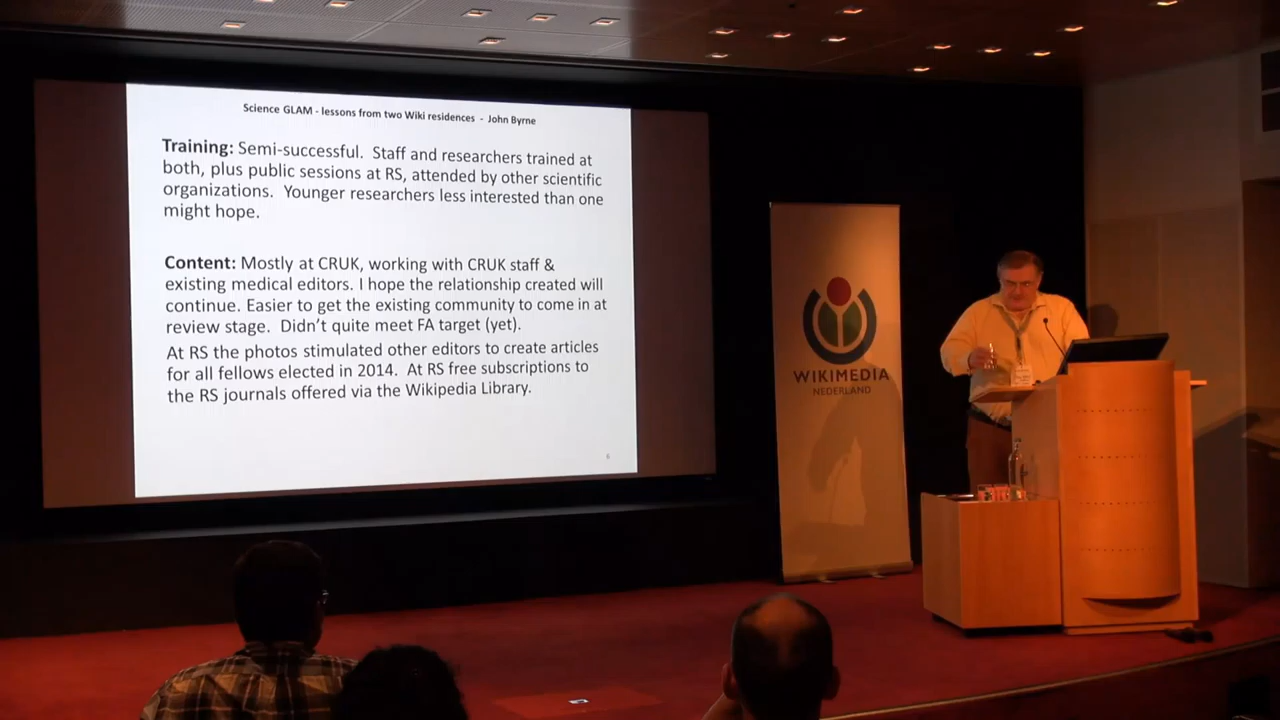 Science GLAM - lessons from two Wiki residences - John Byrne
Training: Semi-successful. Staff and researchers trained at
both, plus public sessions at RS, attended by other scientific
organizations. Younger researchers less interested than one
might hope.
Content: Mostly at CRUK, working with CRUK staff &
existing medical editors. I hope the relationship created will
continue. Easier to get the existing community to come in at
review stage. Didn't quite meet FA target (yet).
At RS the photos stimulated other editors to create articles
for all fellows elected in 2014. At RS free subscriptions to
the RS journals offered via the Wikipedia Library.
6
WIKIMEDIA
NEDERLAND